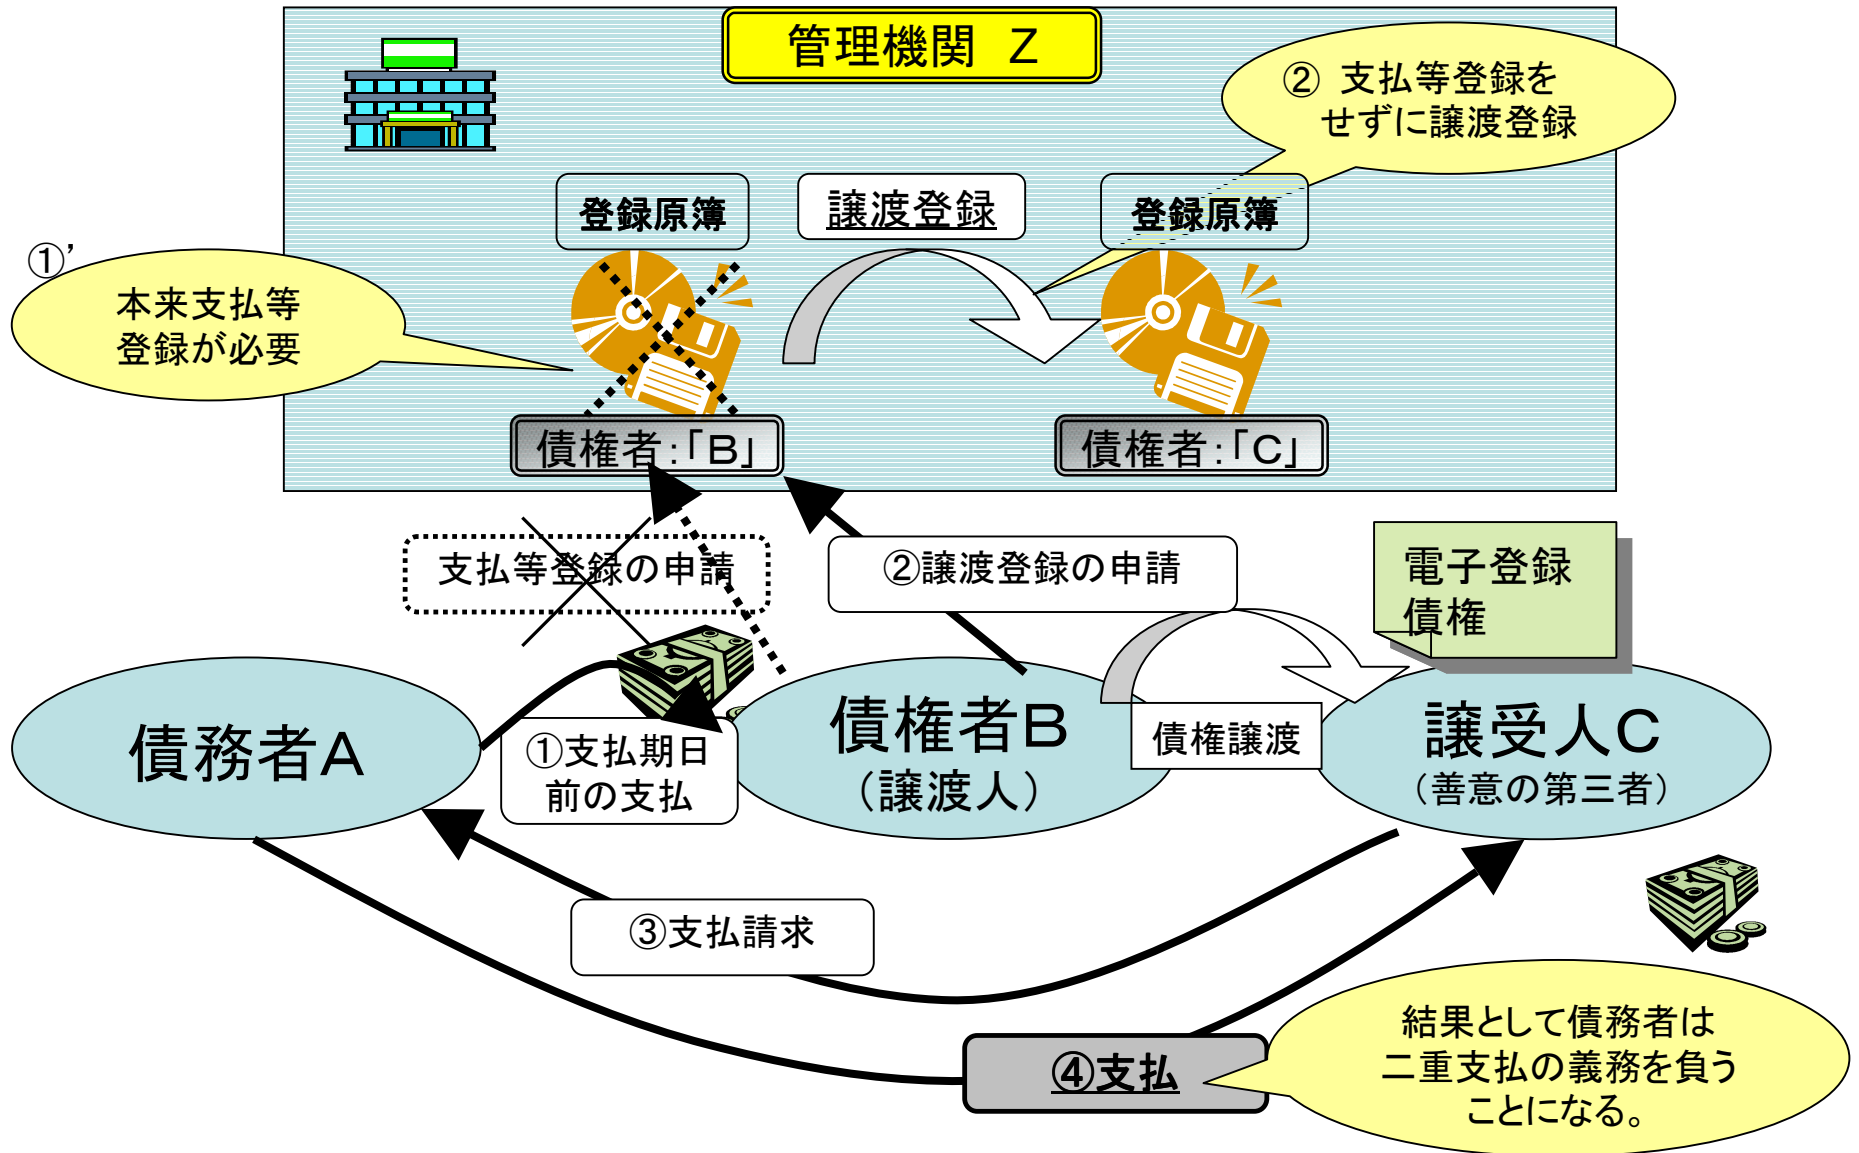 管理機関　Z
② 支払等登録を
せずに譲渡登録
登録原簿
譲渡登録
登録原簿
①’
本来支払等
登録が必要
債権者：「B」
債権者：「C」
支払等登録の申請
②譲渡登録の申請
電子登録
債権
債務者A
①支払期日
前の支払
債権者B
（譲渡人）
債権譲渡
譲受人C
（善意の第三者）
③支払請求
④支払
結果として債務者は
二重支払の義務を負う
ことになる。